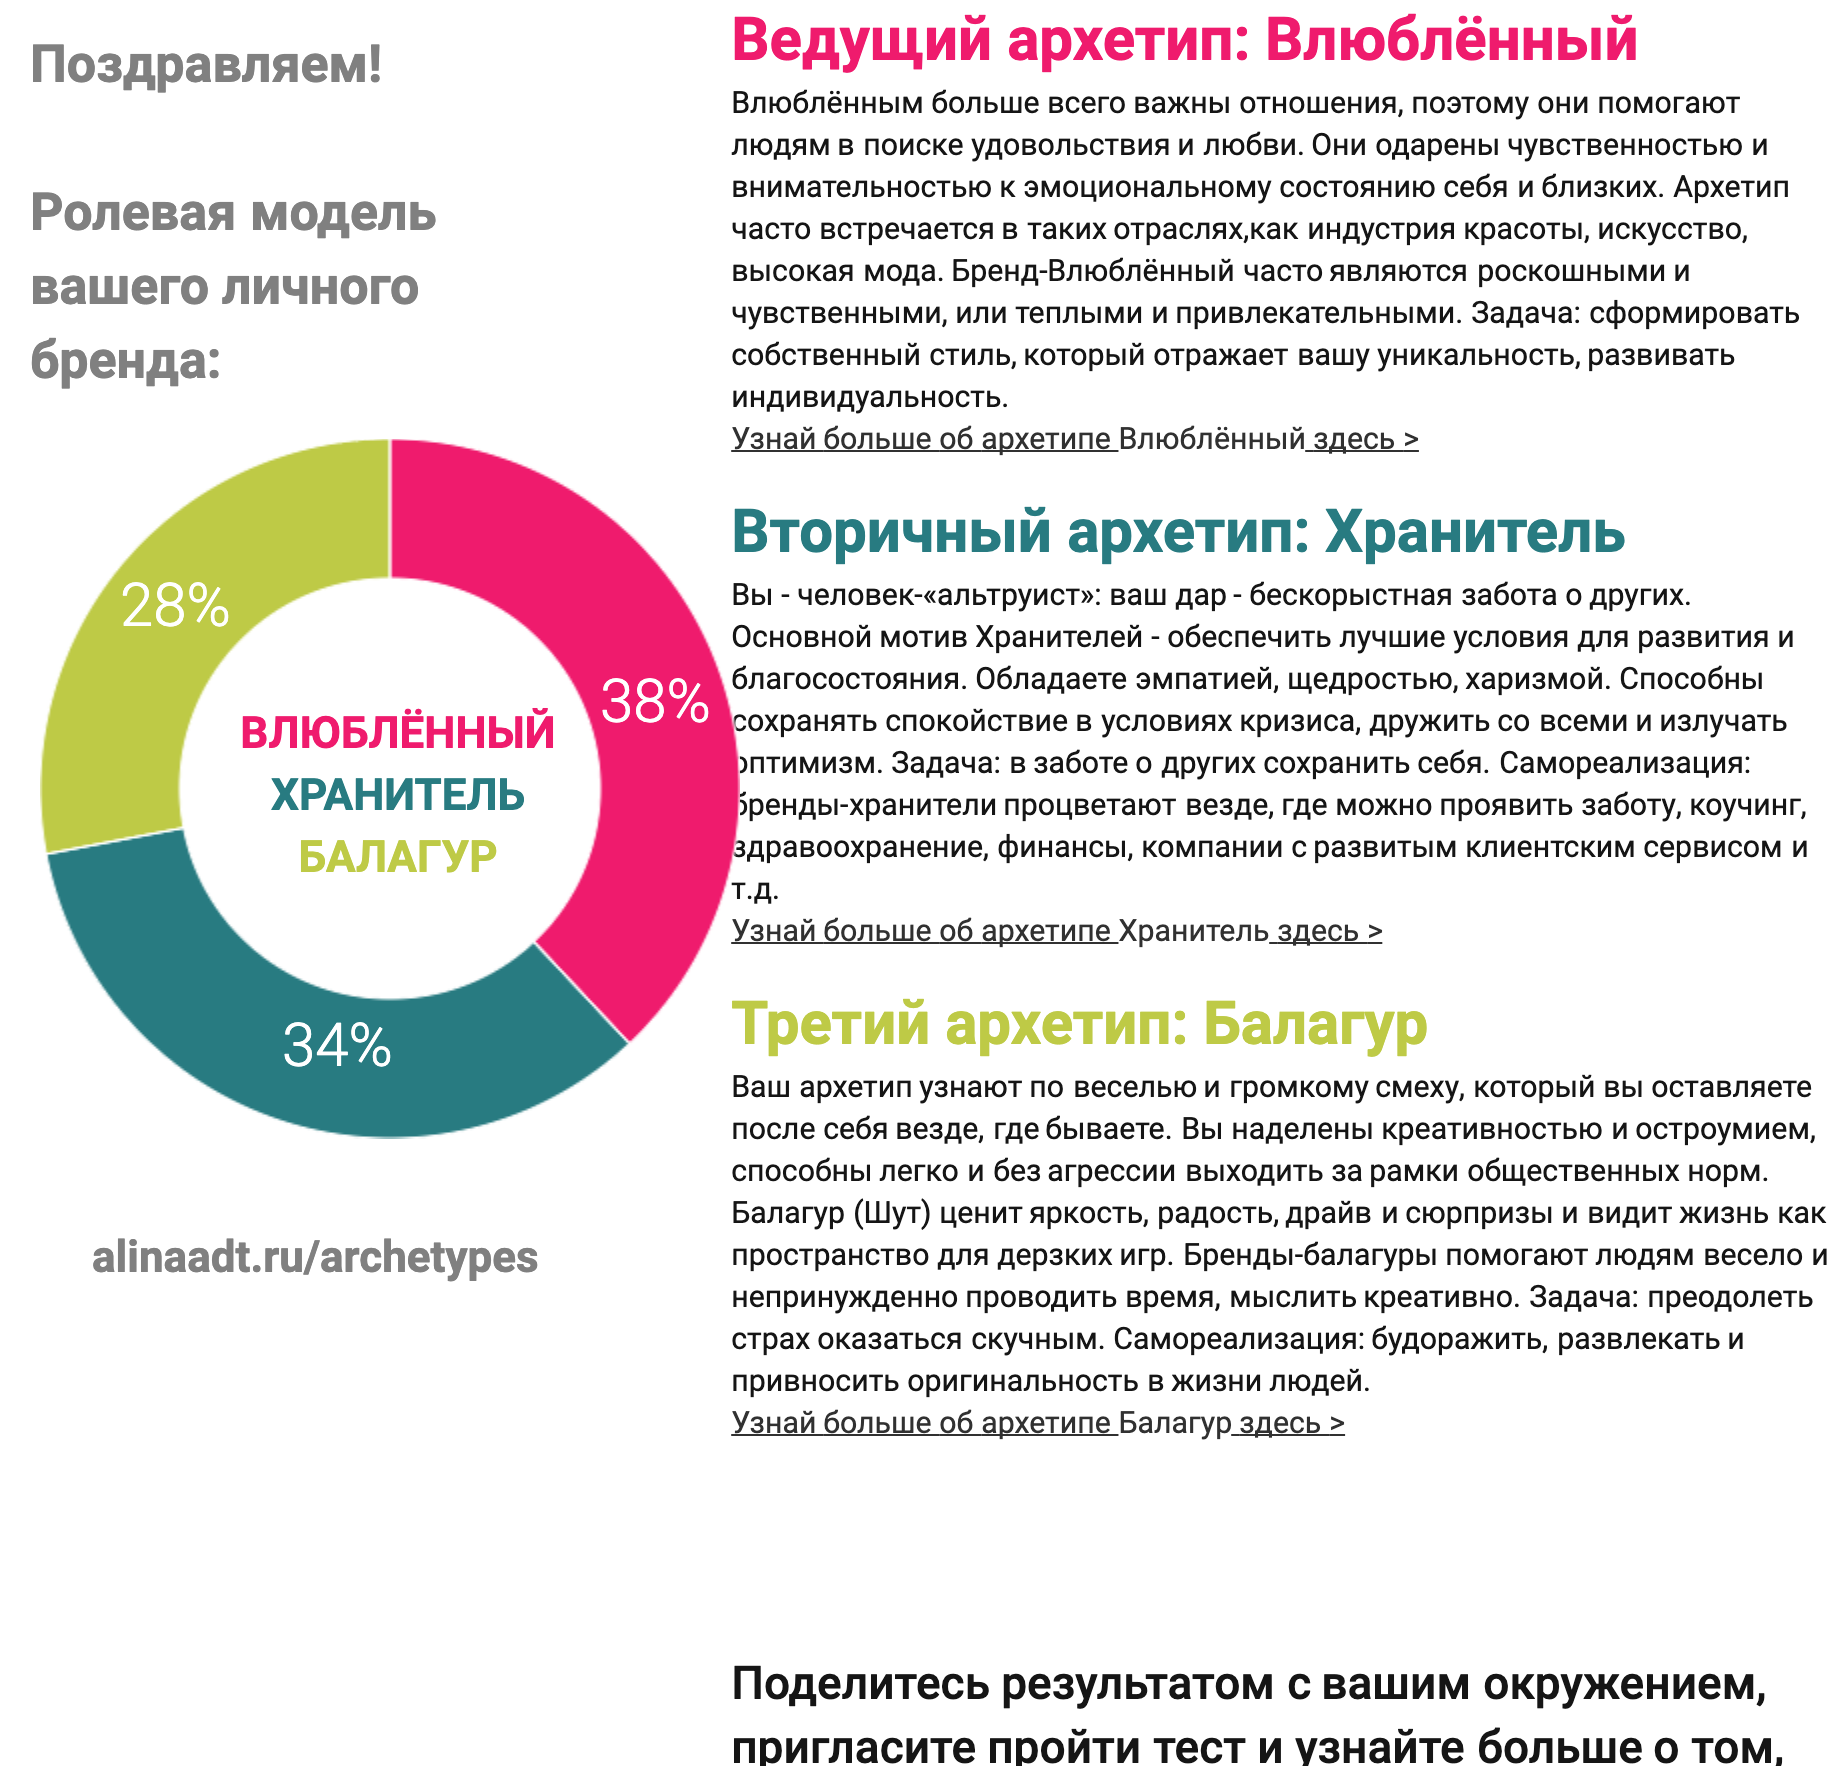 Поздравляем!
Ролевая модель
вашего личного
бренда:
28%
38%
34%
ВЛЮБЛЁННЫЙ
ХРАНИТЕЛЬ
БАЛАГУР
alinaadt.ru/archetypes
Ведущий архетип: Влюблённый
Влюблённым больше всего важны отношения, поэтому они помогают
людям в поиске удовольствия и любви. Они одарены чувственностью и
внимательностью к эмоциональному состоянию себя и близких. Архетип
часто встречается в таких отраслях,как индустрия красоты, искусство,
высокая мода. Бренд-Влюблённый часто являются роскошными и
чувственными, или теплыми и привлекательными. Задача: сформировать
собственный стиль, который отражает вашу уникальность, развивать
индивидуальность.
Узнай больше об архетипе Влюблённый здесь >
Вторичный архетип: Хранитель
Вы - человек-«альтруист»: ваш дар - бескорыстная забота о других.
Основной мотив Хранителей - обеспечить лучшие условия для развития и
благосостояния. Обладаете эмпатией, щедростью, харизмой. Способны
сохранять спокойствие в условиях кризиса, дружить со всеми и излучать
оптимизм. Задача: в заботе о других сохранить себя. Самореализация:
бренды-хранители процветают везде, где можно проявить заботу, коучинг,
здравоохранение, финансы, компании с развитым клиентским сервисом и
т.д.
Узнай больше об архетипе Хранитель здесь >
Третий архетип: Балагур
Ваш архетип узнают по веселью и громкому смеху, который вы оставляете
после себя везде, где бываете. Вы наделены креативностью и остроумием,
способны легко и без агрессии выходить за рамки общественных норм.
Балагур (Шут) ценит яркость, радость, драйв и сюрпризы и видит жизнь как
пространство для дерзких игр. Бренды-балагуры помогают людям весело и
непринужденно проводить время, мыслить креативно. Задача: преодолеть
страх оказаться скучным. Самореализация: будоражить, развлекать и
привносить оригинальность в жизни людей.
Узнай больше об архетипе Балагур здесь >
Поделитесь результатом с вашим окружением,
пригласите пройти тест и узнайте больше о том,